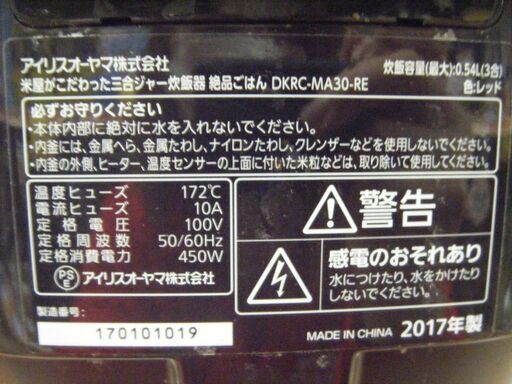 アイリスオーヤマ株式会社
米屋がこだわった三合ジャー炊飯器 絶品ごはん DKRC-MA30-RE
炊飯容量(最大):0.54L(3合)
色:レッド
必ずお守りください
・本体内部に絶対に水を入れないでください。
・内釜には、金属へら、金属たわし、ナイロンたわし、クレンザーなどを使用しないでください。
・内釜の外側、ヒーター、温度センサーの上面に付いた米粒などは、取り除いて使用してください。
温度ヒューズ 172℃
電流ヒューズ 10A
定格電圧 100V
定格周波数 50/60Hz
定格消費電力 450W
PSE アイリスオーヤマ株式会社
製造番号:
170101019
警告
感電のおそれあり
水につけたり、水をかけたり
しないでください。
MADE IN CHINA 2017年製